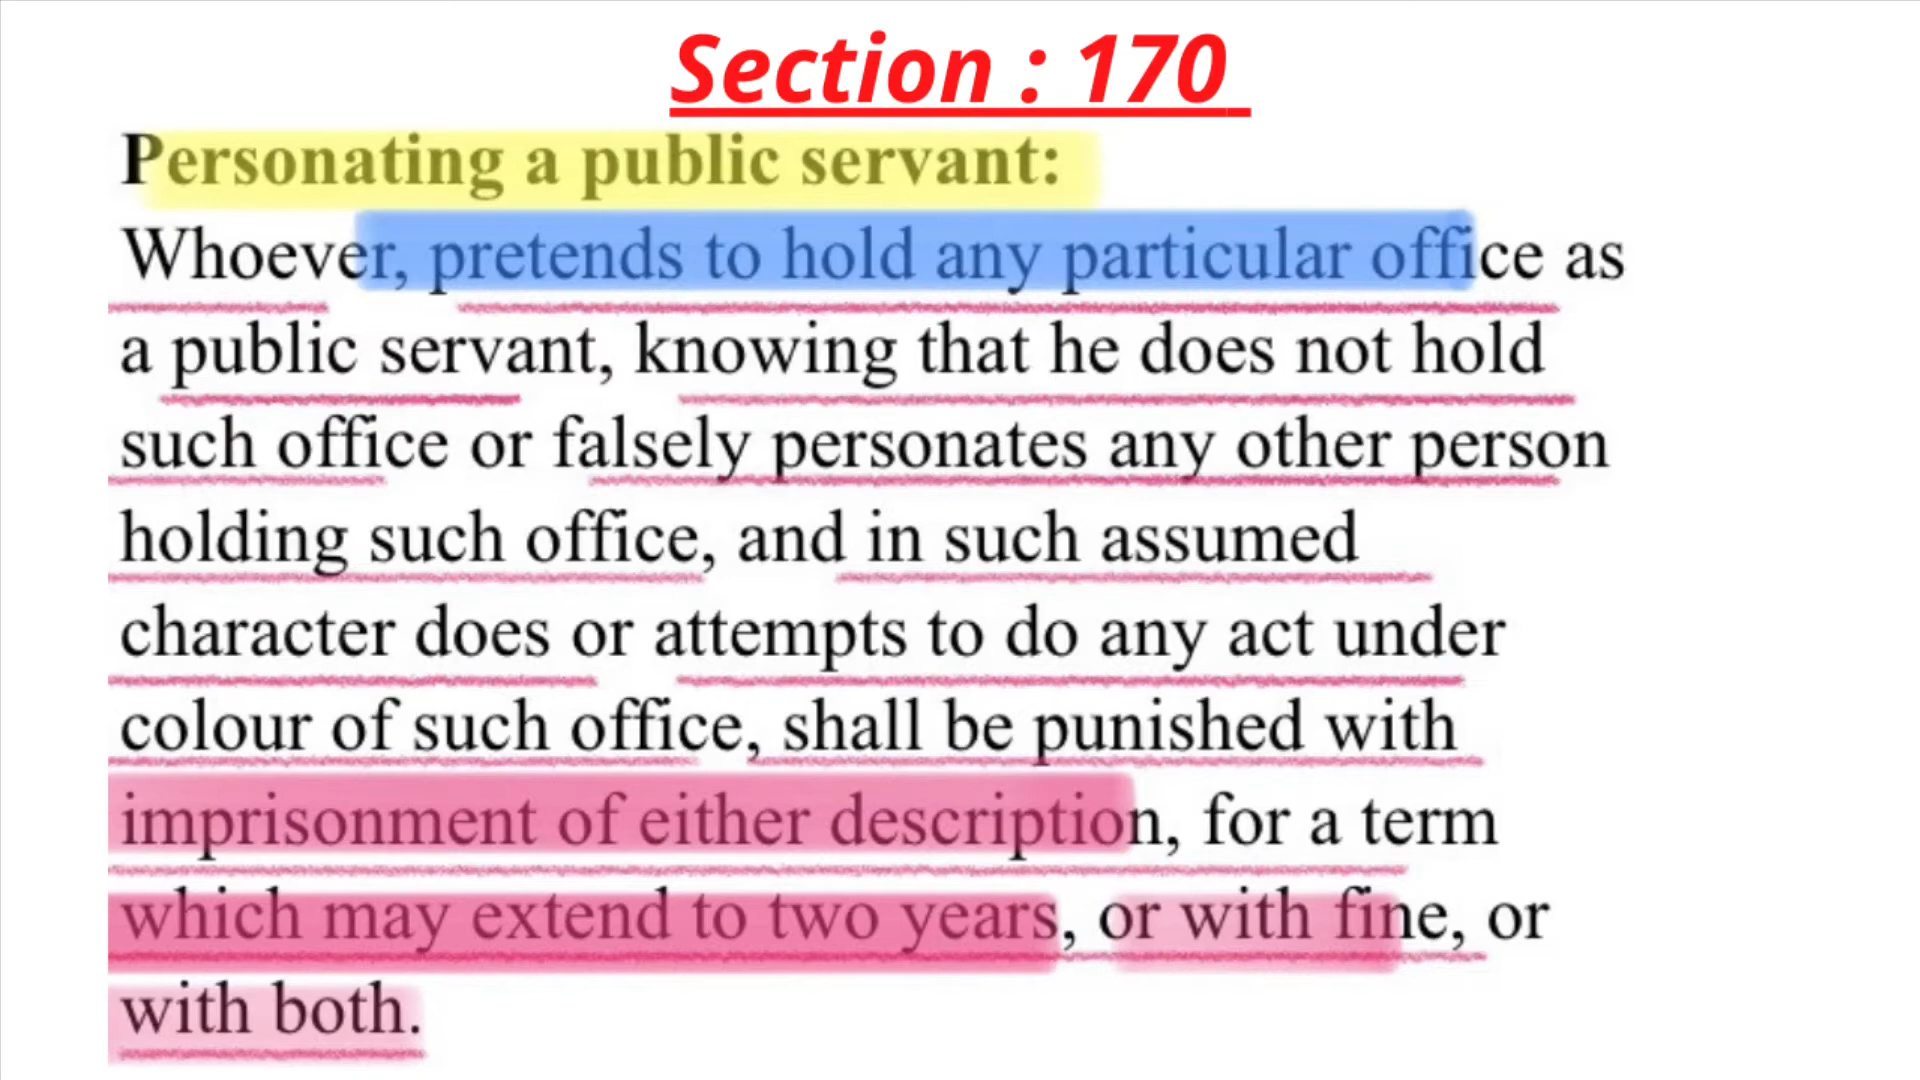 Section : 170
Personating a public servant:
Whoever, pretends to hold any particular office as
a public servant, knowing that he does not hold
such office or falsely personates any other person
holding such office, and in such assumed
character does or attempts to do any act under
colour of such office, shall be punished with
imprisonment of either description, for a term
which may extend to two years, or with fine, or
with both.